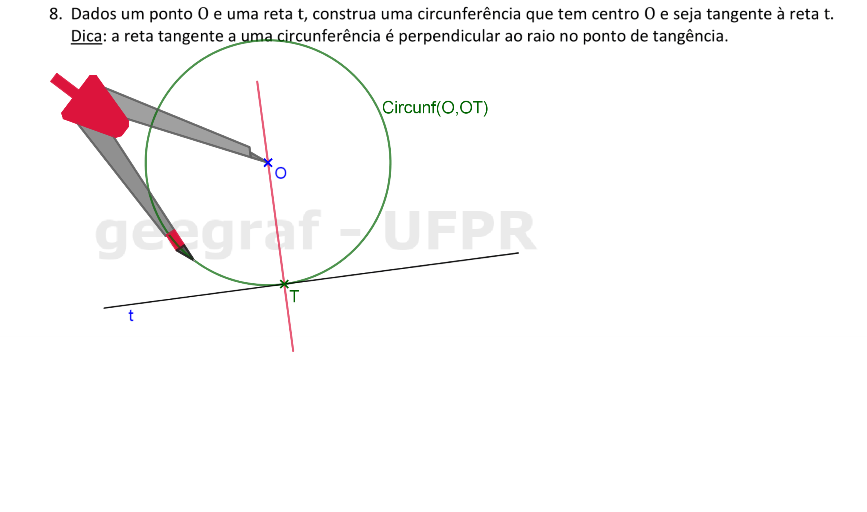 8. Dados um ponto O e uma reta t, construa uma circunferência que tem centro O e seja tangente à reta t.
Dica: a reta tangente a uma circunferência é perpendicular ao raio no ponto de tangência.
Circunf(O,OT)
O
geegraf - UFPR
T
t